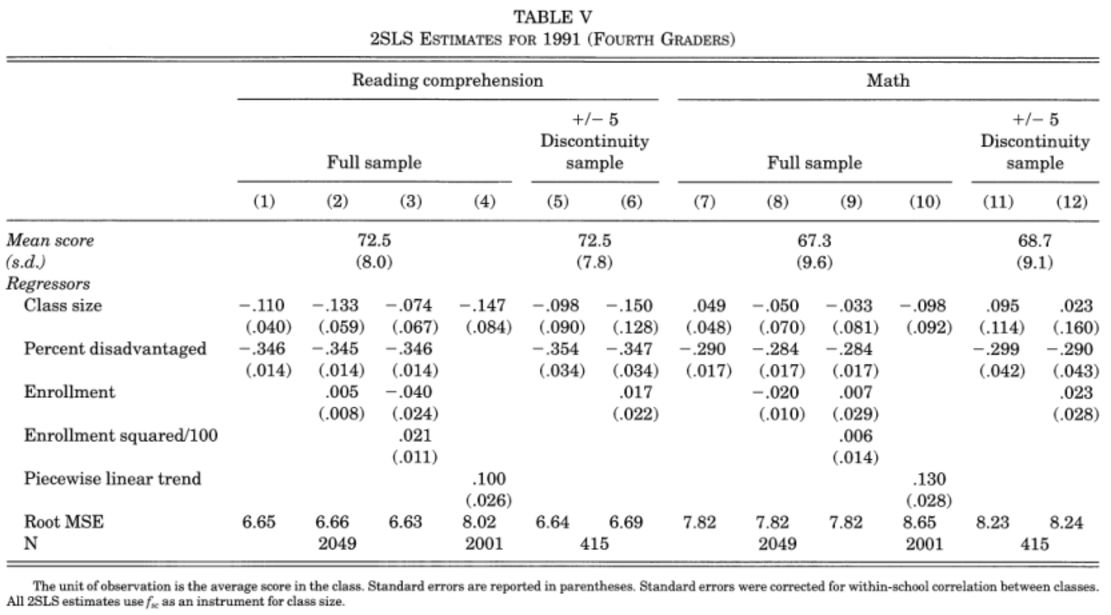 TABLE V
2SLS ESTIMATES FOR 1991 (FOURTH GRADERS)
Reading comprehension Math
+/− 5 +/− 5
Discontinuity Discontinuity
Full sample sample Full sample sample
(1) (2) (3) (4) (5) (6) (7) (8) (9) (10) (11) (12)
Mean score 72.5 72.5 67.3 68.7
(s.d.) (8.0) (7.8) (9.6) (9.1)
Regressors
Class size −.110 −.133 −.074 −.147 −.098 −.150 .049 −.050 −.033 −.098 .095 .023
(.040) (.059) (.067) (.084) (.090) (.128) (.048) (.070) (.081) (.092) (.114) (.160)
Percent disadvantaged −.346 −.345 −.346 −.354 −.347 −.290 −.284 −.284 −.299 −.290
(.014) (.014) (.014) (.034) (.034) (.017) (.017) (.017) (.042) (.043)
Enrollment .005 −.040 .017 −.020 .007 .023
(.008) (.024) (.022) (.010) (.029) (.028)
Enrollment squared/100 .021 .006
(.011) (.014)
Piecewise linear trend .100 .130
(.026) (.028)
Root MSE 6.65 6.66 6.63 8.02 6.64 6.69 7.82 7.82 7.82 8.65 8.23 8.24
N 2049 2001 415 2049 2001 415
The unit of observation is the average score in the class. Standard errors are reported in parentheses. Standard errors were corrected for within-school correlation between classes.
All 2SLS estimates use fsc as an instrument for class size.